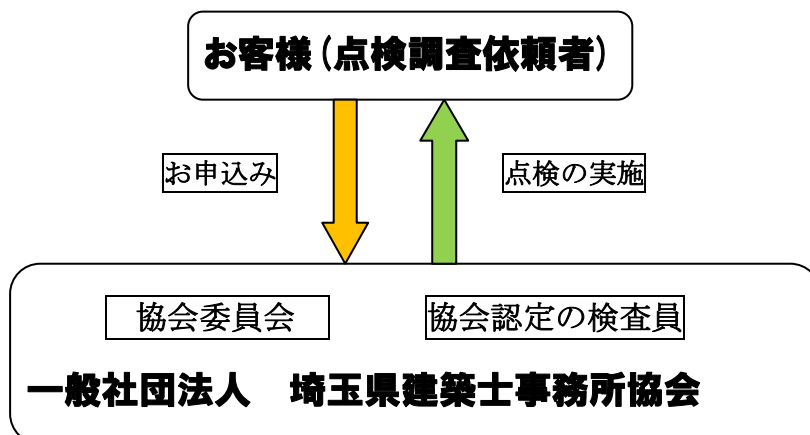 お客様（点検調査依頼者）
お申込み
点検の実施
協会委員会
協会認定の検査員
一般社団法人　埼玉県建築士事務所協会